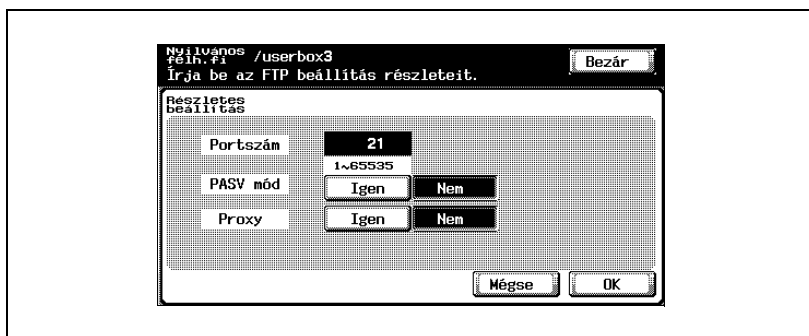 Nyilvános
felh.fi /userbox3
Bezár
Írja be az FTP beállítás részleteit.
Részletes
beállítás
Portszám 21
1~65535
PASV mód Igen Nem
Proxy Igen Nem
Mégse OK